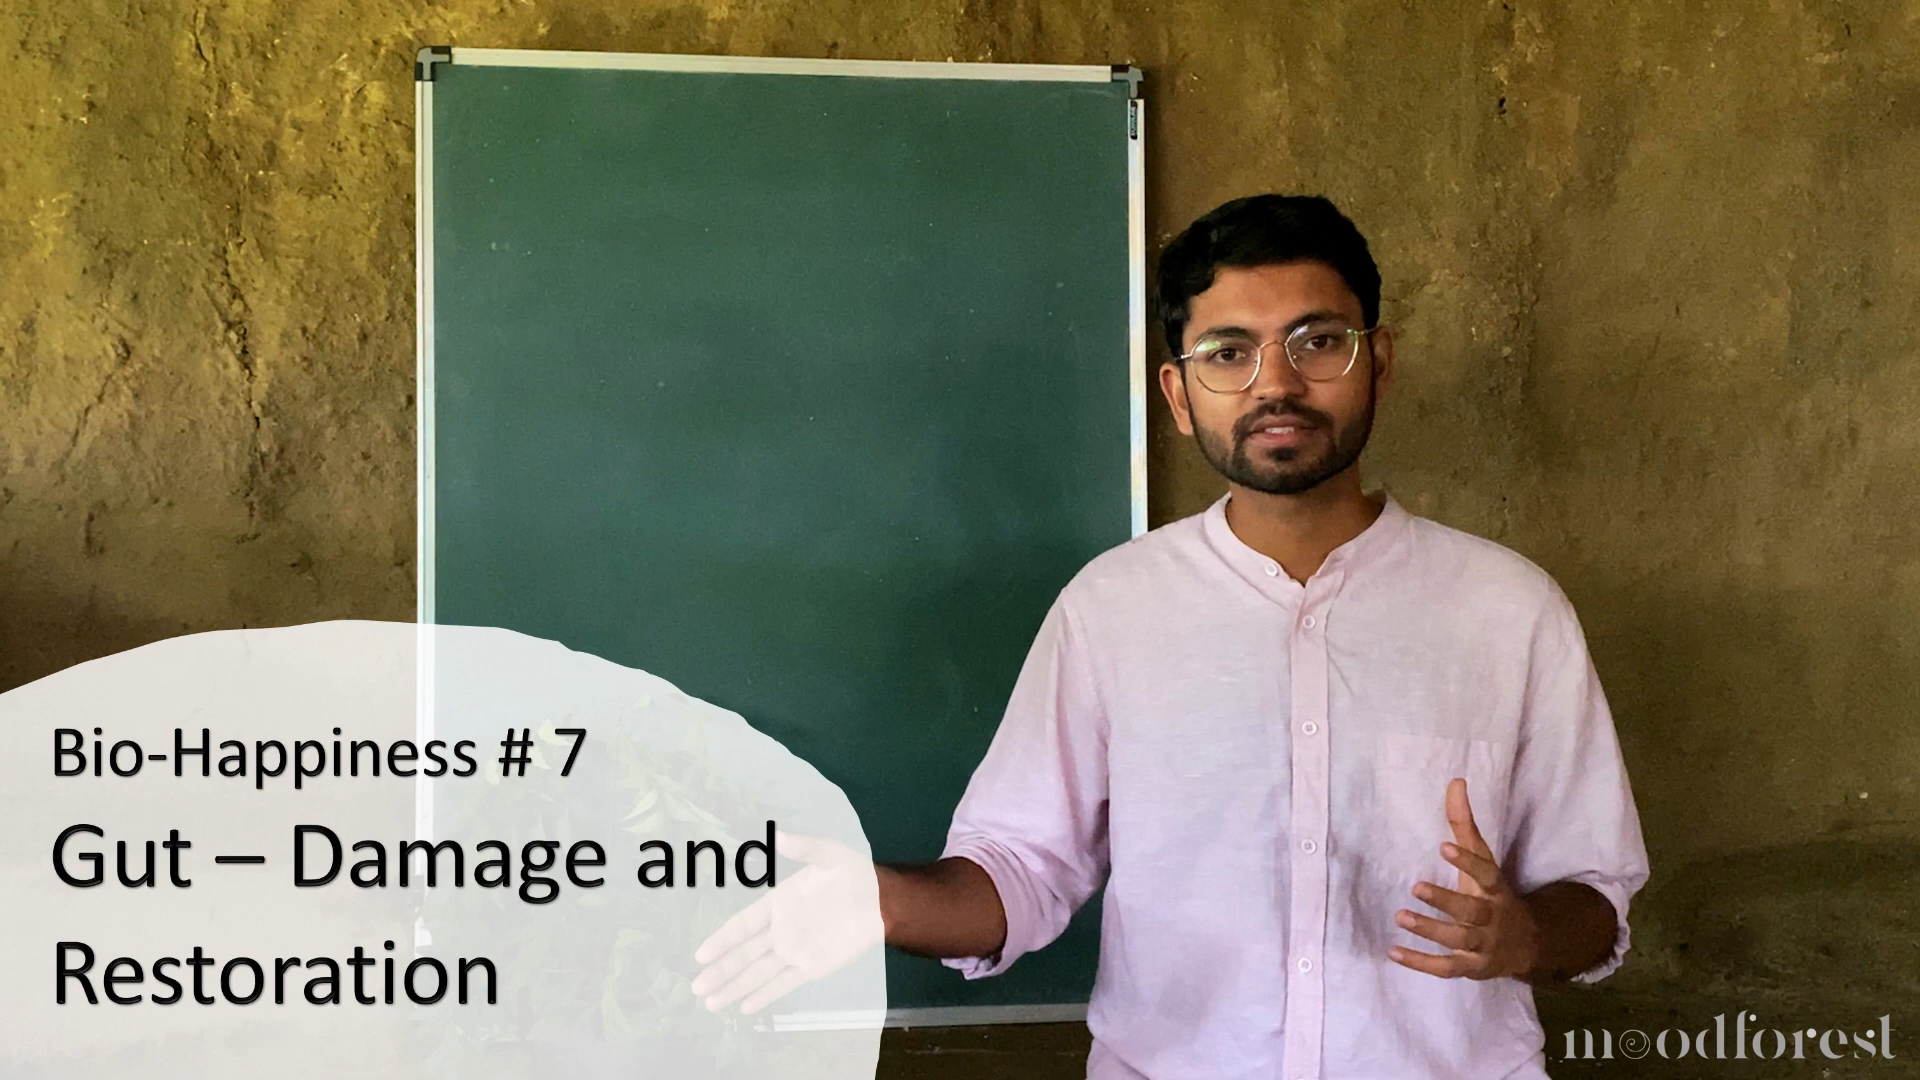 Bio-Happiness # 7
Gut – Damage and
Restoration
moodforest